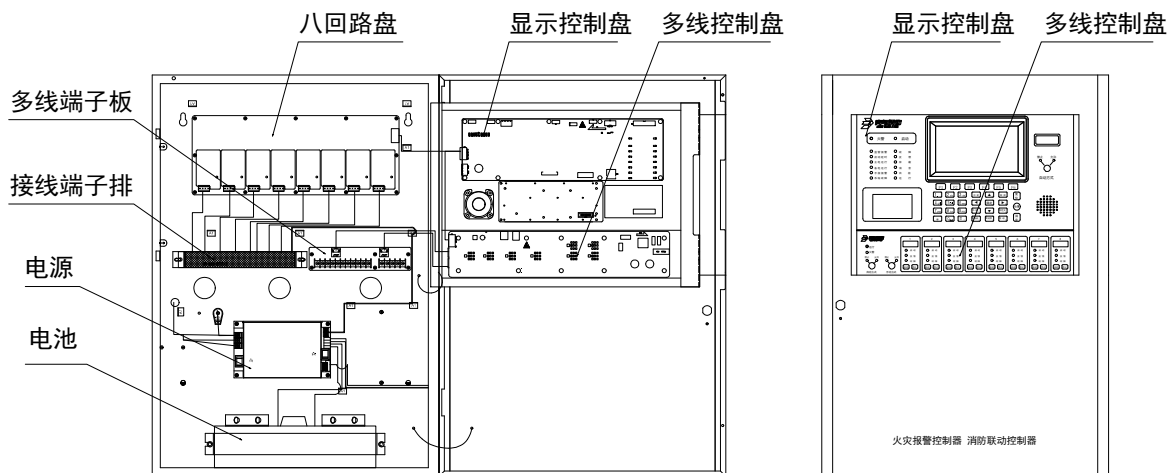 八回路盘
显示控制盘
多线控制盘
显示控制盘
多线控制盘
多线端子板
接线端子排
电源
电池
火灾报警控制器 消防联动控制器